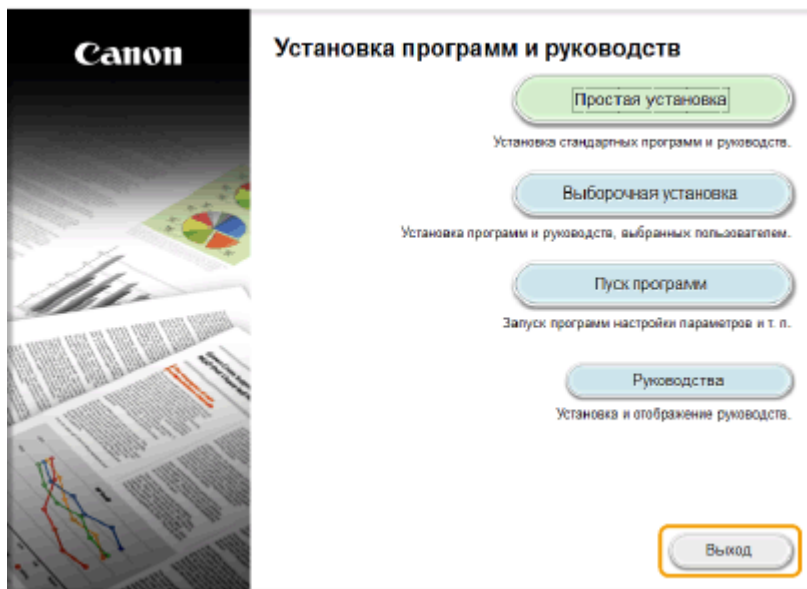 Canon
Установка программ и руководств
Простая установка
Установка стандартных программ и руководств.
Выборочная установка
Установка программ и руководств, выбранных пользователем.
Пуск программ
Запуск программ настройки параметров и т. п.
Руководства
Установка и отображение руководств.
Выход